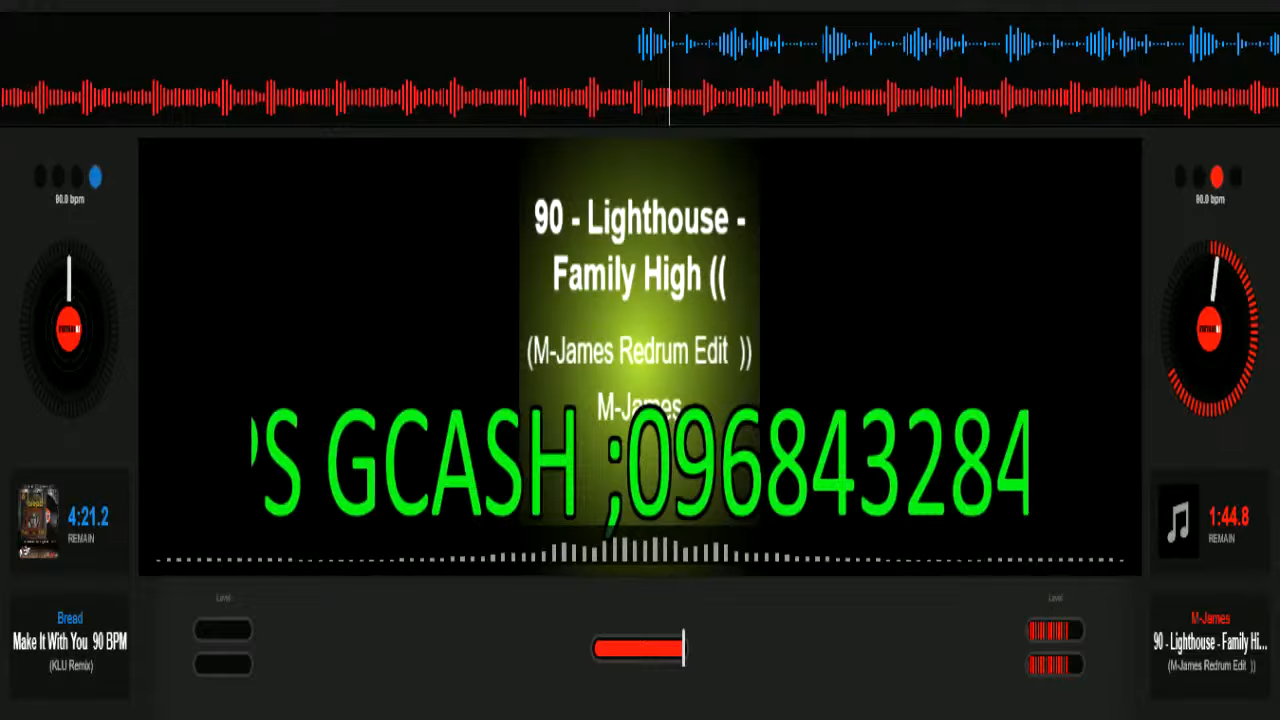 90.0 bpm
90.0 bpm
90 - Lighthouse -
Family High ((
(M-James Redrum Edit ))
M-James
PS GCASH ;096843284
4:21.2
REMAIN
1:44.8
REMAIN
Level
Level
Bread
Make It With You 90 BPM
(KLU Remix)
M-James
90 - Lighthouse - Family Hi...
(M-James Redrum Edit ))